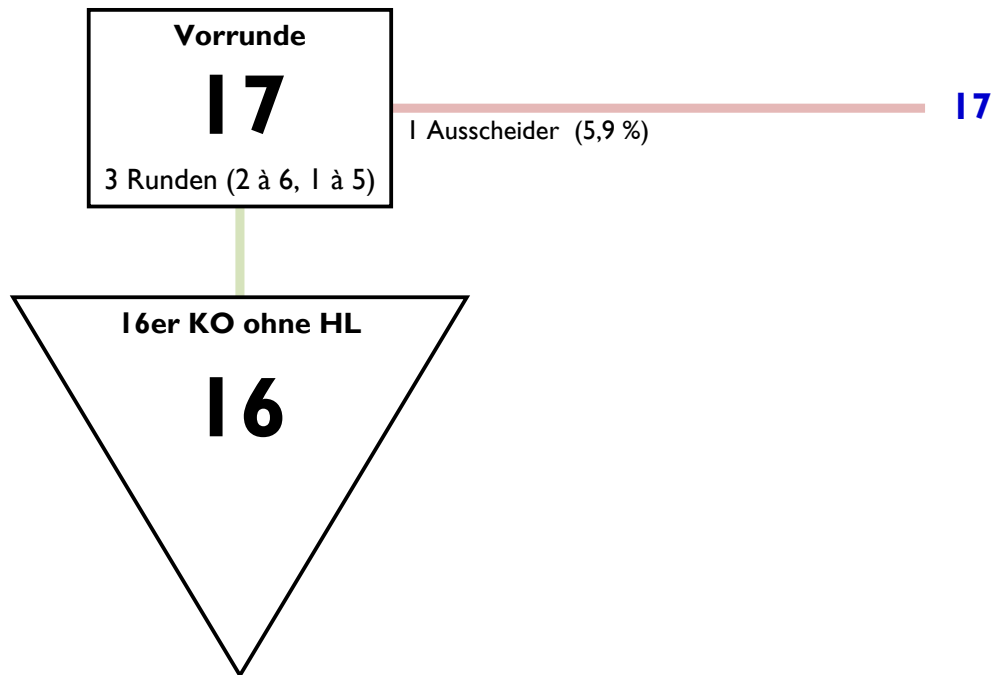 Vorrunde
17
3 Runden (2 à 6, 1 à 5)
1 Ausscheider (5,9 %)
17
16er KO ohne HL
16